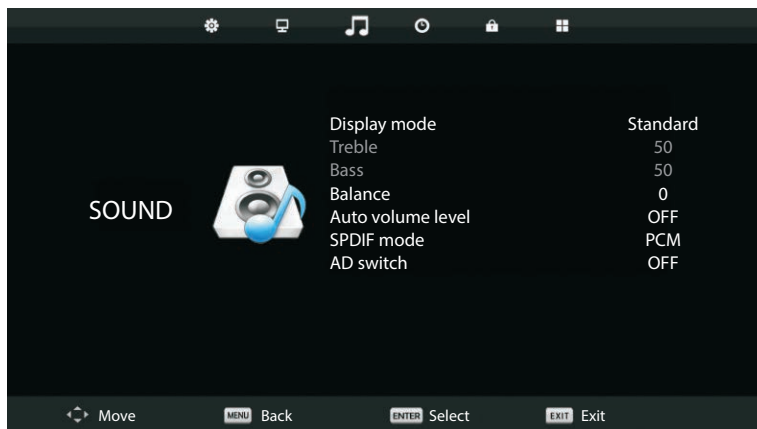 Display mode Standard
Treble 50
Bass 50
Balance 0
SOUND
Auto volume level OFF
SPDIF mode PCM
AD switch OFF
Move MENU Back ENTER Select EXIT Exit